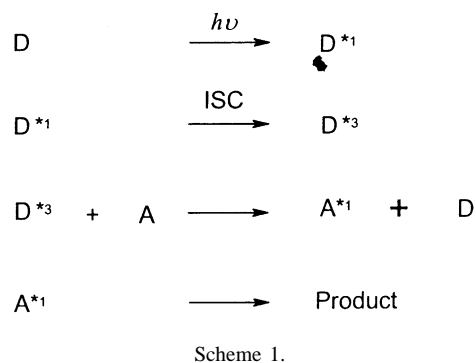 hυ
D ⟶ D*1
ISC
D*1 ⟶ D*3
D*3 + A ⟶ A*1 + D
A*1 ⟶ Product
Scheme 1.